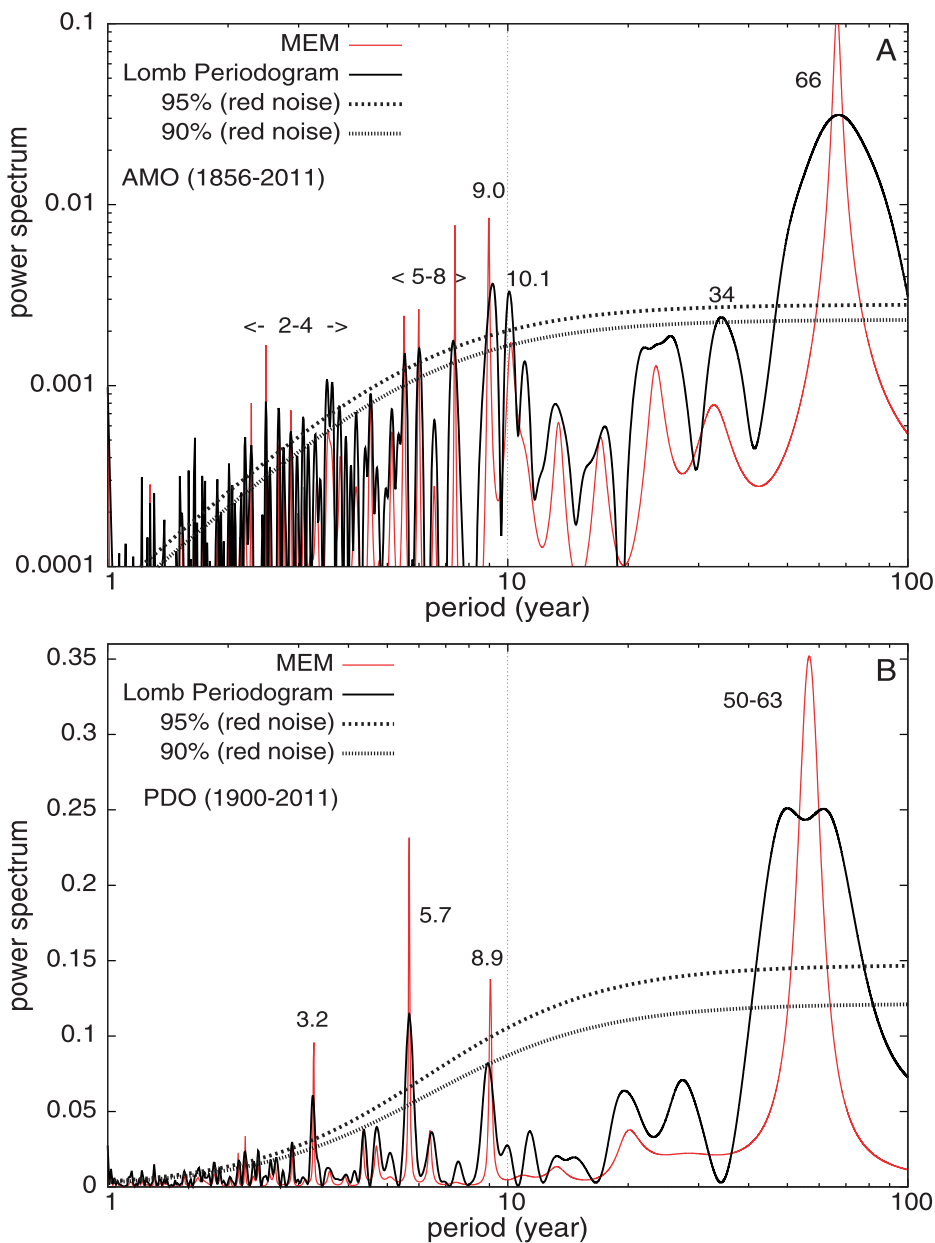 0.1
MEM
A
Lomb Periodogram
66
95% (red noise)
90% (red noise)
AMO (1856-2011)
9.0
0.01
< 5-8 >
10.1
34
<- 2-4 ->
0.001
0.0001
power spectrum
1
10
100
period (year)
0.35
MEM
B
Lomb Periodogram
50-63
95% (red noise)
0.3
90% (red noise)
PDO (1900-2011)
0.25
0.2
5.7
8.9
0.15
3.2
0.1
0.05
0
power spectrum
1
10
100
period (year)